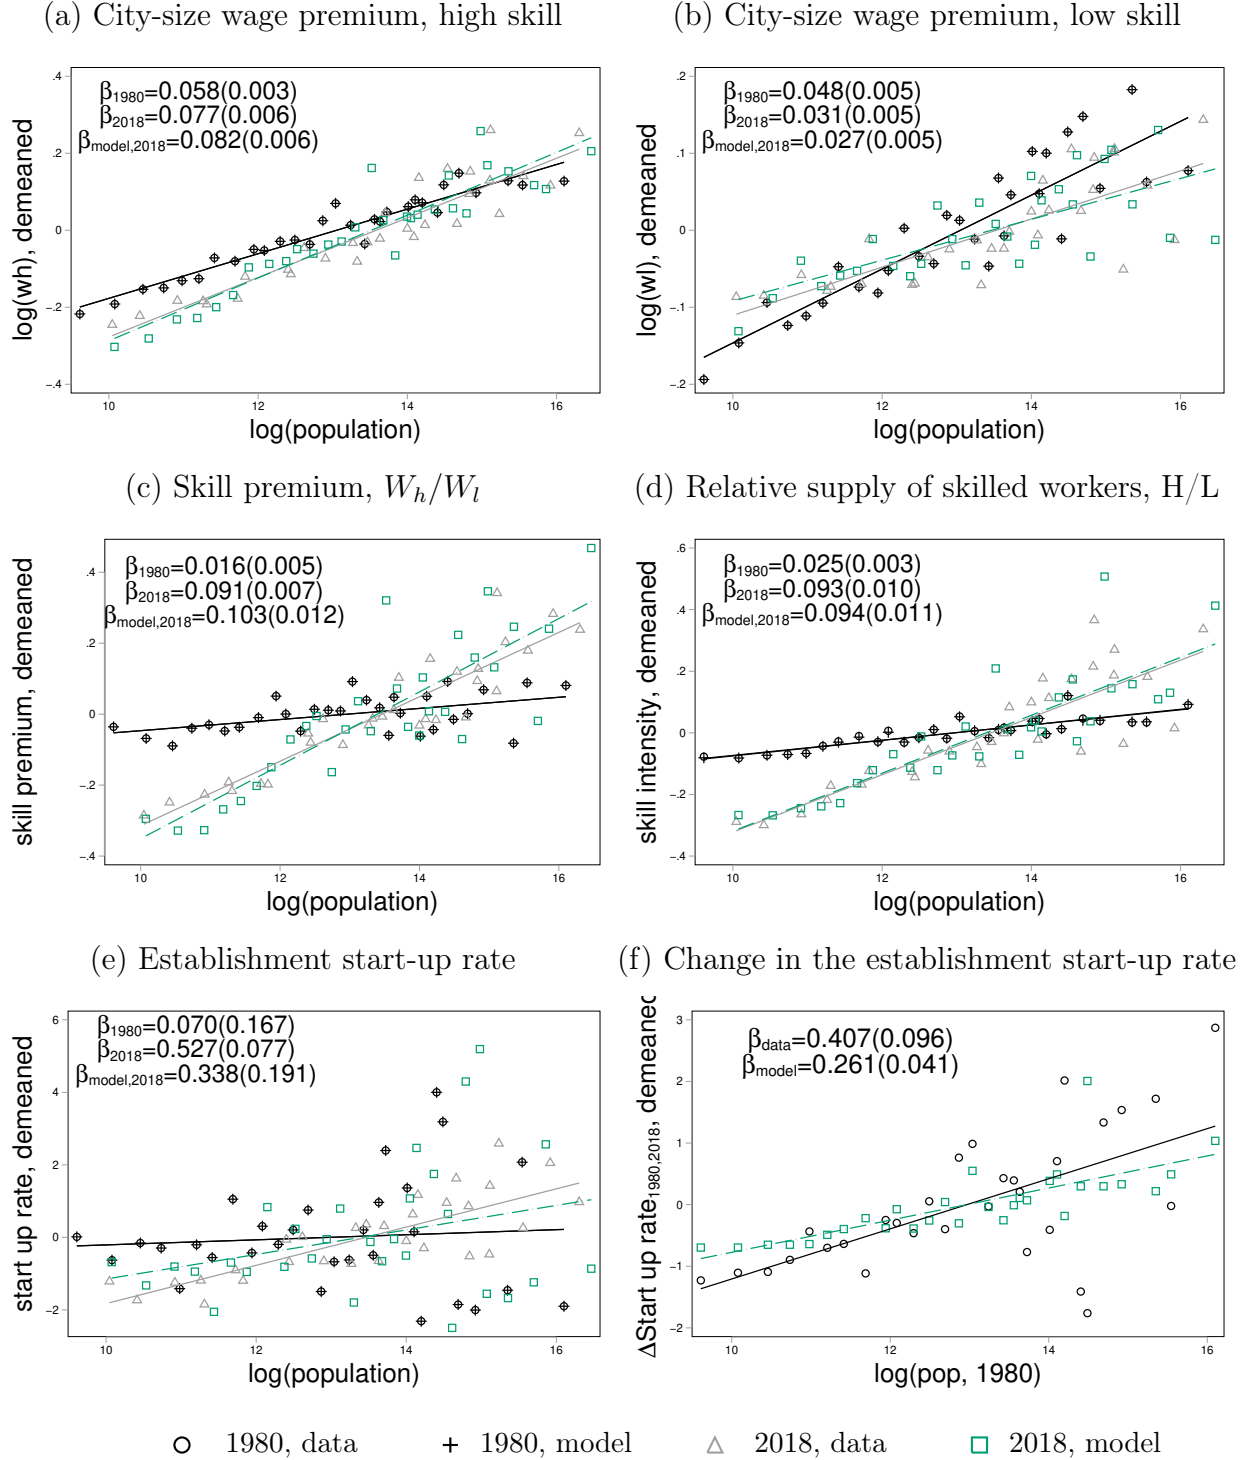 (a) City-size wage premium, high skill
(b) City-size wage premium, low skill
β1980=0.058(0.003)
β2018=0.077(0.006)
βmodel,2018=0.082(0.006)
log(wh), demeaned
.4
.2
0
-.2
-.4
10 12 14 16
log(population)
β1980=0.048(0.005)
β2018=0.031(0.005)
βmodel,2018=0.027(0.005)
log(wl), demeaned
.2
.1
0
-.1
-.2
10 12 14 16
log(population)
(c) Skill premium, Wh/Wl
(d) Relative supply of skilled workers, H/L
β1980=0.016(0.005)
β2018=0.091(0.007)
βmodel,2018=0.103(0.012)
skill premium, demeaned
.4
.2
0
-.2
-.4
10 12 14 16
log(population)
β1980=0.025(0.003)
β2018=0.093(0.010)
βmodel,2018=0.094(0.011)
skill intensity, demeaned
.6
.4
.2
0
-.2
-.4
10 12 14 16
log(population)
(e) Establishment start-up rate
(f) Change in the establishment start-up rate
β1980=0.070(0.167)
β2018=0.527(0.077)
βmodel,2018=0.338(0.191)
start up rate, demeaned
6
4
2
0
-2
10 12 14 16
log(population)
βdata=0.407(0.096)
βmodel=0.261(0.041)
ΔStart up rate1980,2018, demeaned
3
2
1
0
-1
-2
10 12 14 16
log(pop, 1980)
1980, data 1980, model 2018, data 2018, model